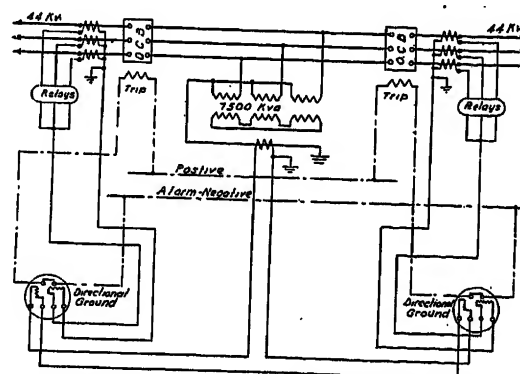 44 Kv
O.C.B
O.C.B
44 Kv
Relays
Trip
7500 Kva
Trip
Relays
Postive
Alarm-Negative
Directional
Ground
Directional
Ground